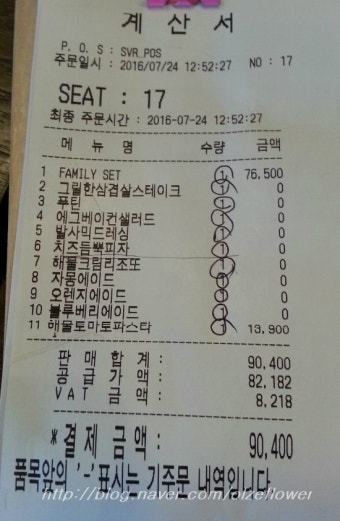 계 산 서
P. O. S : SVR_POS
주문일시 : 2016/07/24 12:52:27 NO : 17
SEAT : 17
최종 주문시간 : 2016-07-24 12:52:27
메 뉴 명 수량 금액
1 FAMILY SET 1 76,500
2 그릴한삼겹살스테이크 1 0
3 푸틴 1 0
4 에그베이컨샐러드 1 0
5 발사믹드레싱 1 0
6 치즈듬뿍피자 1 0
7 해물크림리조또 1 0
8 자몽에이드 1 0
9 오렌지에이드 1 0
10 블루베리에이드 1 0
11 해물토마토파스타 1 13,900
판 매 합 계 : 90,400
공 급 가 액 : 82,182
V A T 금 액 : 8,218
*결 제 금 액 : 90,400
품목앞의 '-'표시는 기주문 내역입니다
http://blog.naver.com/oizeflower